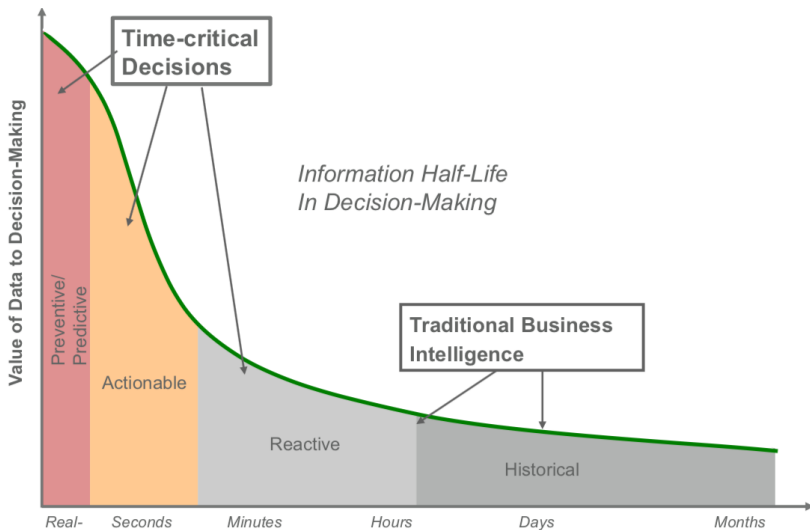 Time-critical
Decisions
Information Half-Life
In Decision-Making
Value of Data to Decision-Making
Preventive/
Predictive
Actionable
Traditional Business
Intelligence
Reactive
Historical
Real- Seconds Minutes Hours Days Months